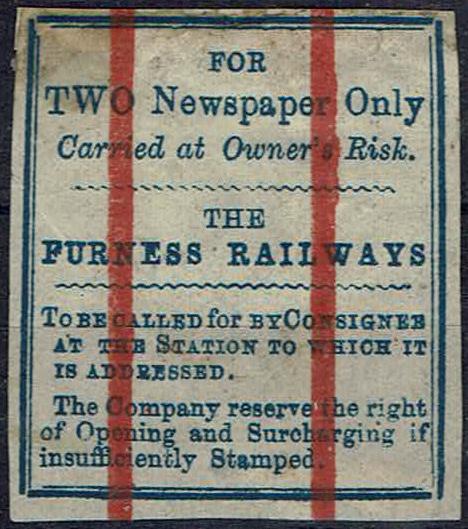 FOR
TWO Newspaper Only
Carried at Owner's Risk.
THE
FURNESS RAILWAYS
TO BE CALLED for BY CONSIGNEE
AT THE STATION TO WHICH IT
IS ADDRESSED.
The Company reserve the right
of Opening and Surcharging if
insufficiently Stamped.